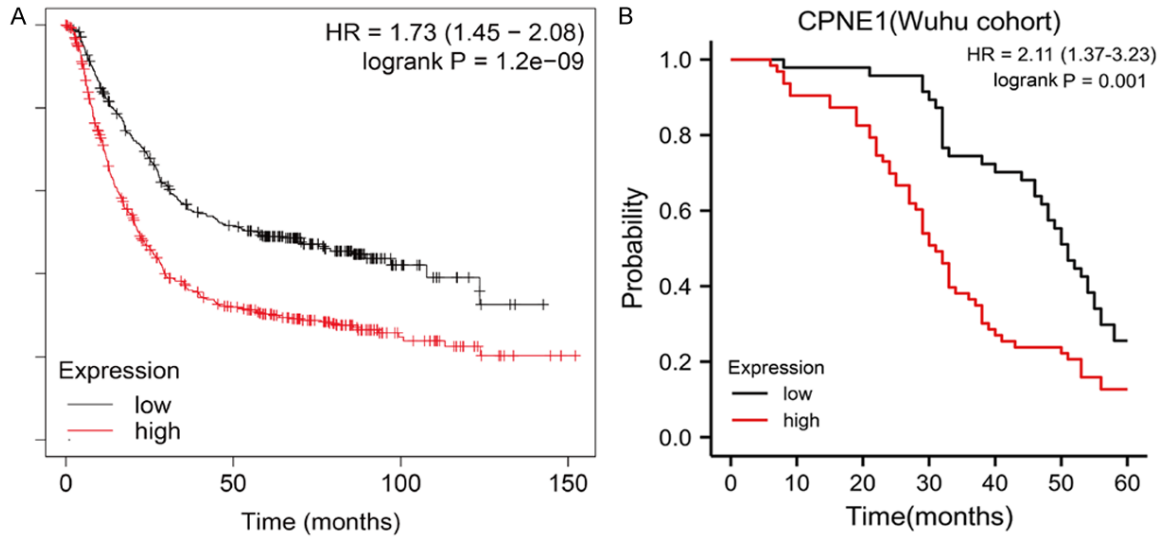 A
HR = 1.73 (1.45 − 2.08)
logrank P = 1.2e−09
Expression
low
high
0 50 100 150
Time (months)
B
CPNE1(Wuhu cohort)
HR = 2.11 (1.37-3.23)
logrank P = 0.001
Probability
1.0
0.8
0.6
0.4
0.2
0.0
Expression
low
high
0 10 20 30 40 50 60
Time(months)